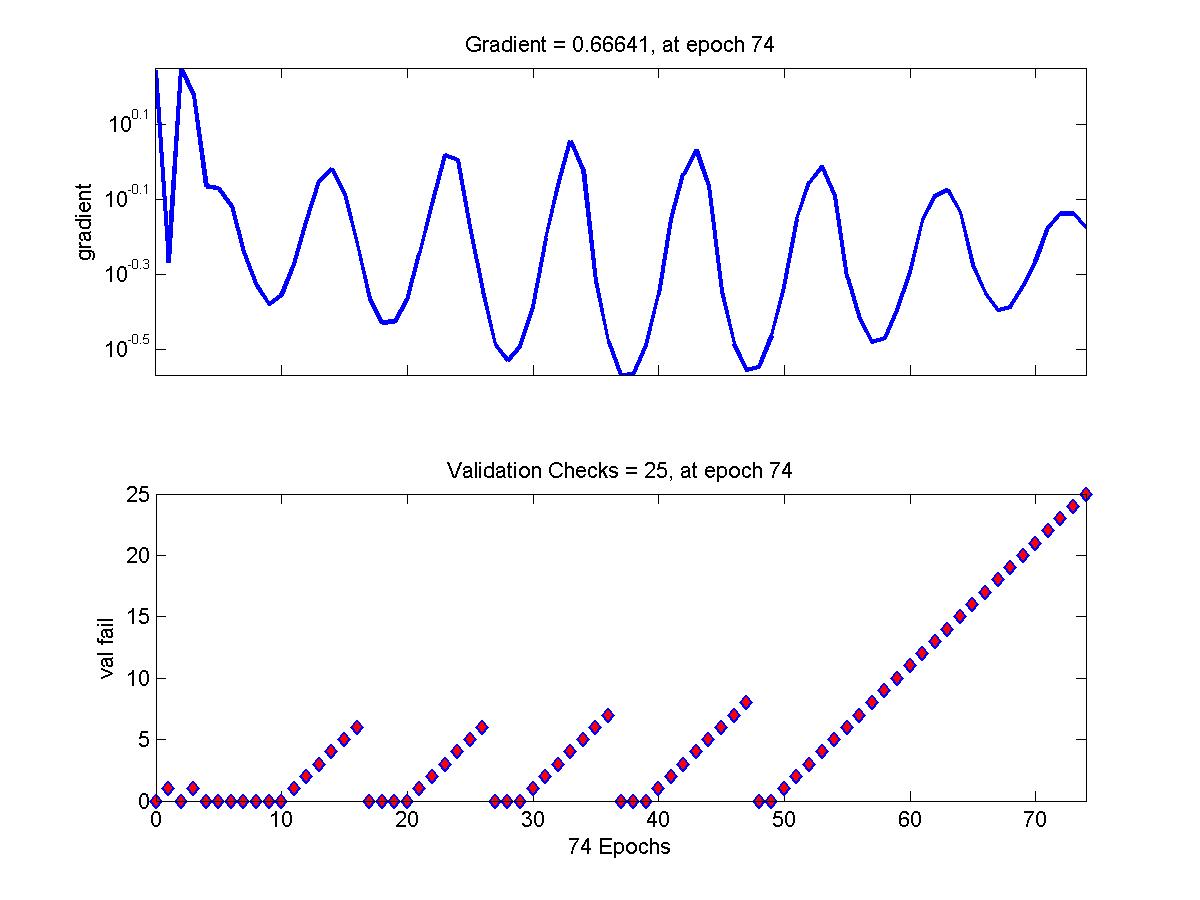 Gradient = 0.66641, at epoch 74
10^0.1
10^-0.1
10^-0.3
10^-0.5
gradient
Validation Checks = 25, at epoch 74
25
20
15
10
5
0
val fail
0 10 20 30 40 50 60 70
74 Epochs